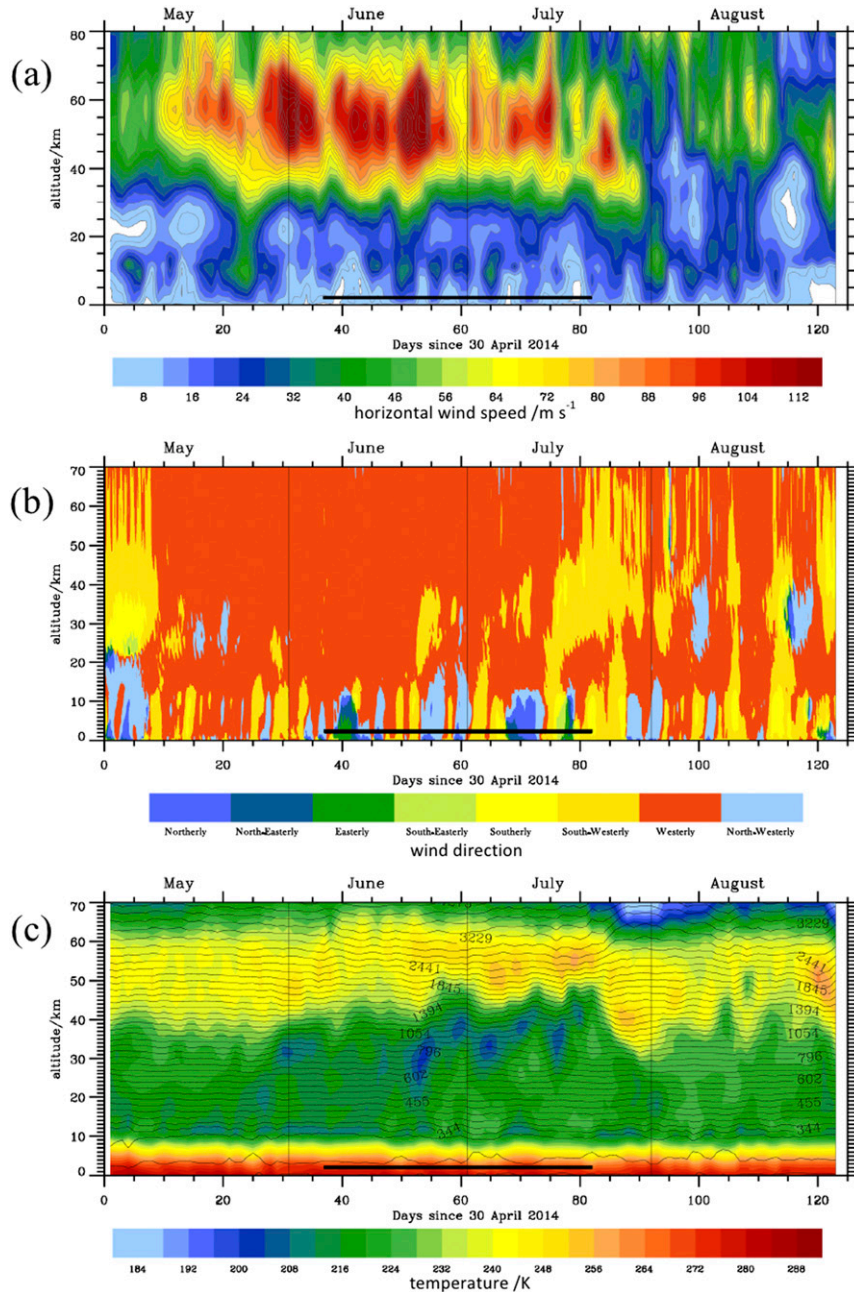 May June July August
(a)
80
60
40
20
0
altitude/km
0 20 40 60 80 100 120
Days since 30 April 2014
8 16 24 32 40 48 56 64 72 80 88 96 104 112
horizontal wind speed /m s⁻¹
May June July August
(b)
70
60
50
40
30
20
10
0
altitude/km
0 20 40 60 80 100 120
Days since 30 April 2014
Northerly North-Easterly Easterly South-Easterly Southerly South-Westerly Westerly North-Westerly
wind direction
May June July August
(c)
70
60
50
40
30
20
10
0
altitude/km
3229 3229
2441 2441
1845 1845
1394 1394
1054 1054
796 796
602 602
455 455
344 344
0 20 40 60 80 100 120
Days since 30 April 2014
184 192 200 208 216 224 232 240 248 256 264 272 280 288
temperature /K